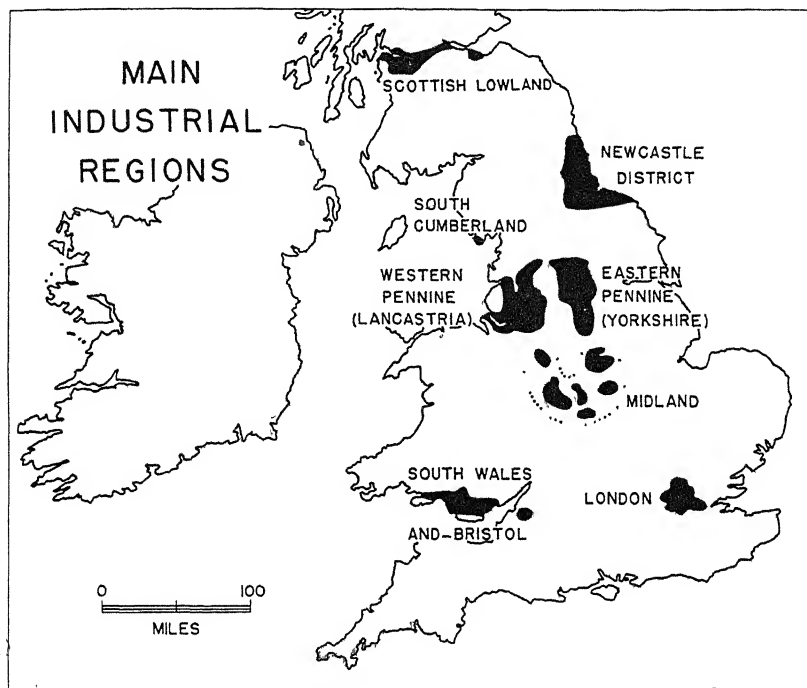 MAIN
INDUSTRIAL
REGIONS
SCOTTISH LOWLAND
NEWCASTLE
DISTRICT
SOUTH
CUMBERLAND
WESTERN
PENNINE
(LANCASTRIA)
EASTERN
PENNINE
(YORKSHIRE)
MIDLAND
SOUTH WALES
AND-BRISTOL
LONDON
0 100
MILES